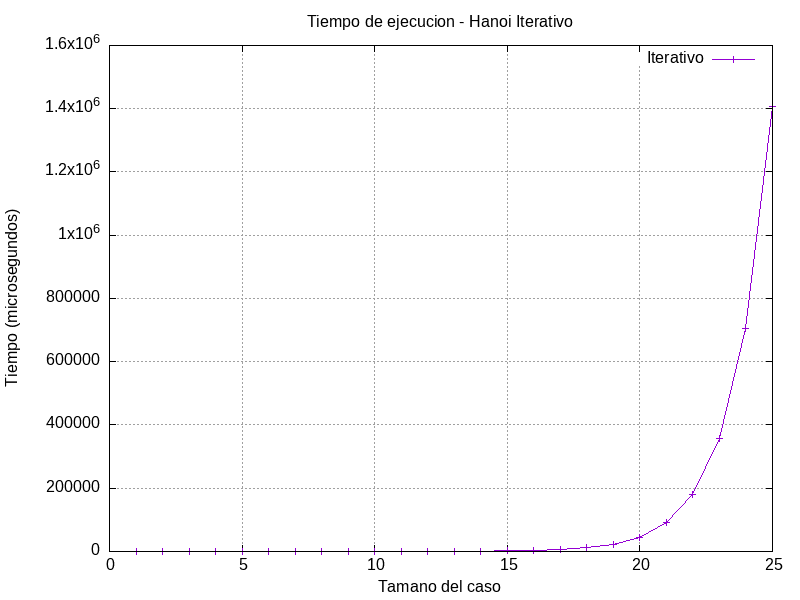 Tiempo de ejecucion - Hanoi Iterativo
Iterativo
1.6x10^6
1.4x10^6
1.2x10^6
1x10^6
800000
600000
400000
200000
0
Tiempo (microsegundos)
0 5 10 15 20 25
Tamano del caso